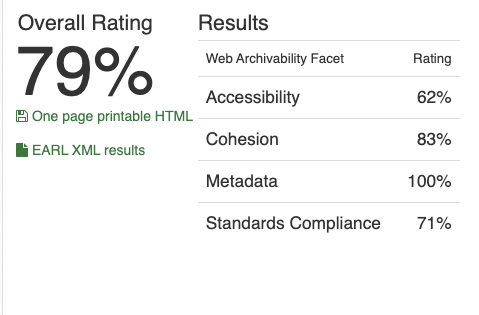 Overall Rating
79%
One page printable HTML
EARL XML results
Results
Web Archivability Facet Rating
Accessibility 62%
Cohesion 83%
Metadata 100%
Standards Compliance 71%